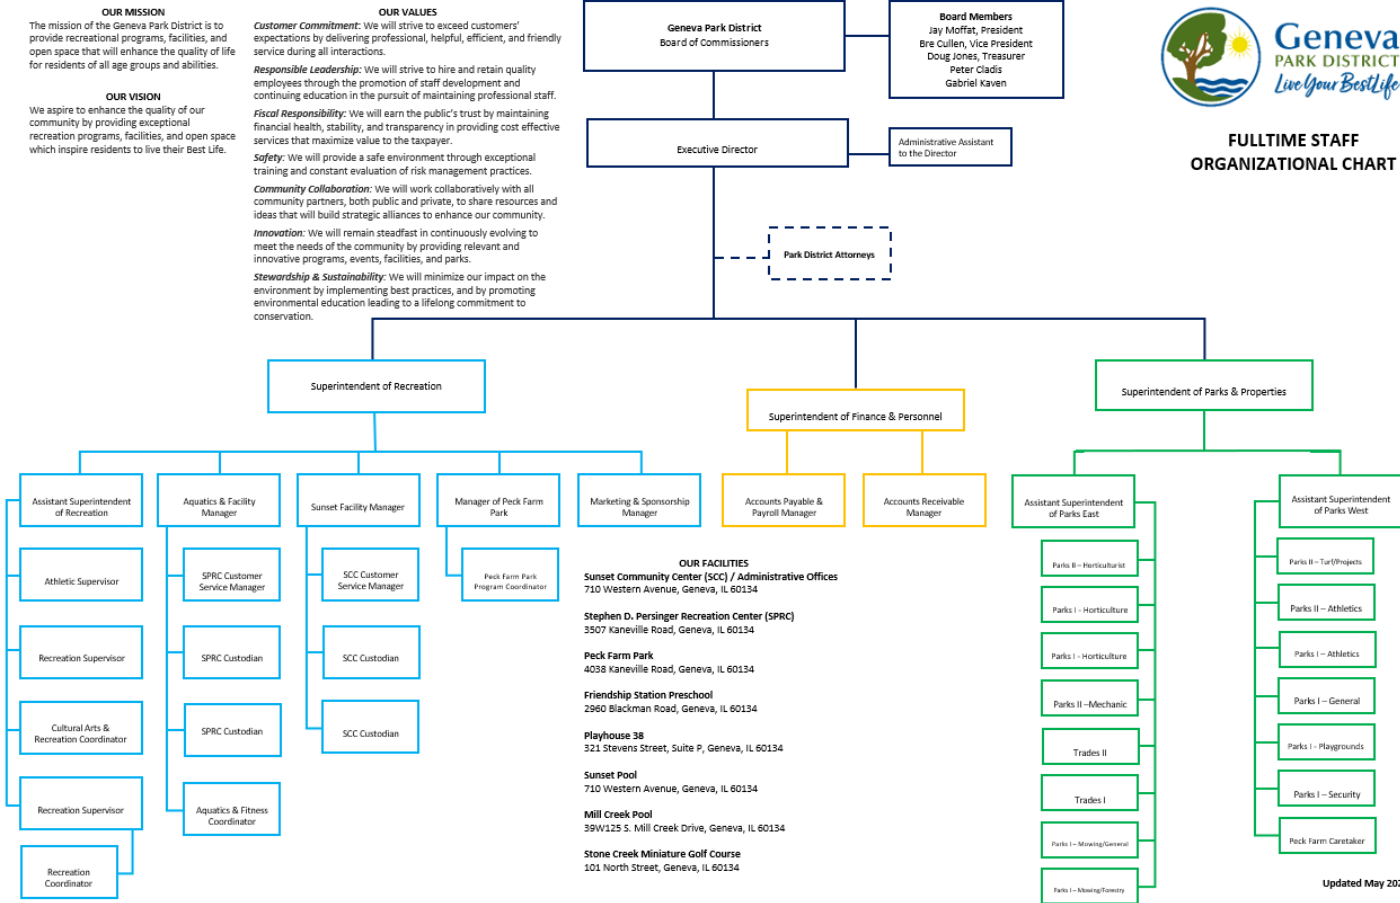 OUR MISSION
The mission of the Geneva Park District is to
provide recreational programs, facilities, and
open space that will enhance the quality of life
for residents of all age groups and abilities.
OUR VISION
We aspire to enhance the quality of our
community by providing exceptional
recreation programs, facilities, and open space
which inspire residents to live their Best Life.
OUR VALUES
Customer Commitment: We will strive to exceed customers'
expectations by delivering professional, helpful, efficient, and friendly
service during all interactions.
Responsible Leadership: We will strive to hire and retain quality
employees through the promotion of staff development and
continuing education in the pursuit of maintaining professional staff.
Fiscal Responsibility: We will earn the public's trust by maintaining
financial health, stability, and transparency in providing cost effective
services that maximize value to the taxpayer.
Safety: We will provide a safe environment through exceptional
training and constant evaluation of risk management practices.
Community Collaboration: We will work collaboratively with all
community partners, both public and private, to share resources and
ideas that will build strategic alliances to enhance our community.
Innovation: We will remain steadfast in continuously evolving to
meet the needs of the community by providing relevant and
innovative programs, events, facilities, and parks.
Stewardship & Sustainability: We will minimize our impact on the
environment by implementing best practices, and by promoting
environmental education leading to a lifelong commitment to
conservation.
Geneva Park District
Board of Commissioners
Board Members
Jay Moffat, President
Bre Cullen, Vice President
Doug Jones, Treasurer
Peter Cladis
Gabriel Kaven
Geneva
PARK DISTRICT
Live Your Best Life
FULLTIME STAFF
ORGANIZATIONAL CHART
Executive Director
Administrative Assistant
to the Director
Park District Attorneys
Superintendent of Recreation
Superintendent of Finance & Personnel
Superintendent of Parks & Properties
Assistant Superintendent
of Recreation
Athletic Supervisor
Recreation Supervisor
Cultural Arts &
Recreation Coordinator
Recreation Supervisor
Recreation
Coordinator
Aquatics & Facility
Manager
SPRC Customer
Service Manager
SPRC Custodian
SPRC Custodian
Aquatics & Fitness
Coordinator
Sunset Facility Manager
SCC Customer
Service Manager
SCC Custodian
SCC Custodian
Manager of Peck Farm
Park
Peck Farm Park
Program Coordinator
Marketing & Sponsorship
Manager
Accounts Payable &
Payroll Manager
Accounts Receivable
Manager
OUR FACILITIES
Sunset Community Center (SCC) / Administrative Offices
710 Western Avenue, Geneva, IL 60134
Stephen D. Persinger Recreation Center (SPRC)
3507 Kaneville Road, Geneva, IL 60134
Peck Farm Park
4038 Kaneville Road, Geneva, IL 60134
Friendship Station Preschool
2960 Blackman Road, Geneva, IL 60134
Playhouse 38
321 Stevens Street, Suite P, Geneva, IL 60134
Sunset Pool
710 Western Avenue, Geneva, IL 60134
Mill Creek Pool
39W125 S. Mill Creek Drive, Geneva, IL 60134
Stone Creek Miniature Golf Course
101 North Street, Geneva, IL 60134
Assistant Superintendent
of Parks East
Parks II – Horticulturist
Parks I - Horticulture
Parks I - Horticulture
Parks II –Mechanic
Trades II
Trades I
Parks I – Mowing/General
Parks I – Mowing/Forestry
Assistant Superintendent
of Parks West
Parks II – Turf/Projects
Parks II – Athletics
Parks I – Athletics
Parks I – General
Parks I - Playgrounds
Parks I – Security
Peck Farm Caretaker
Updated May 202